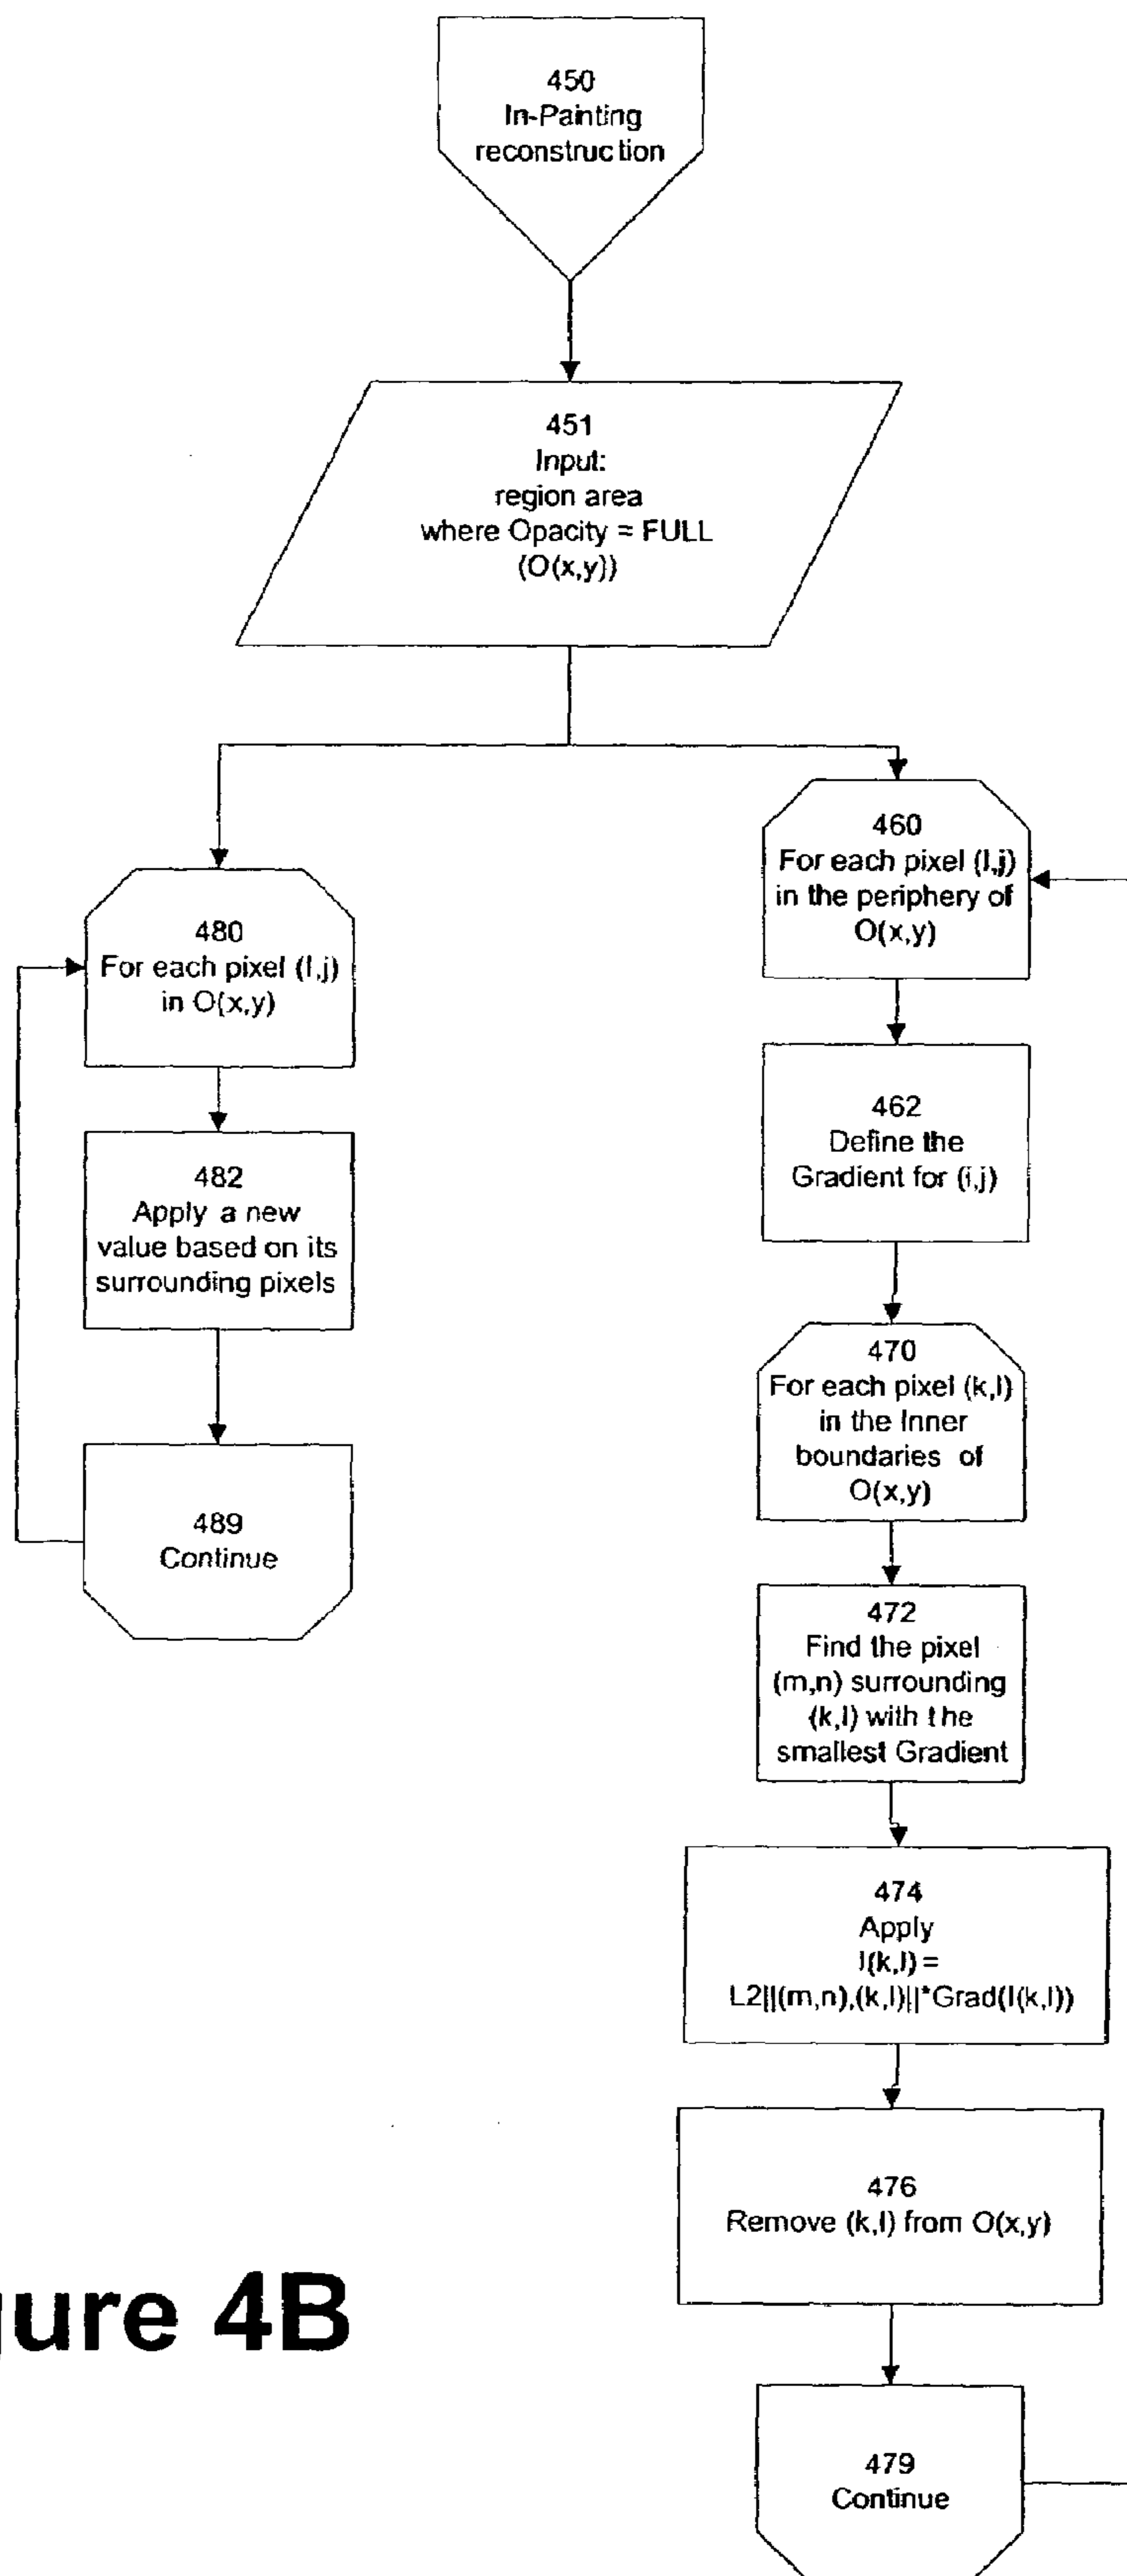 450
In-Painting
reconstruction
451
Input:
region area
where Opacity = FULL
(O(x,y))
480
For each pixel (I,j)
in O(x,y)
482
Apply a new
value based on its
surrounding pixels
489
Continue
460
For each pixel (I,j)
in the periphery of
O(x,y)
462
Define the
Gradient for (i,j)
470
For each pixel (k,l)
in the Inner
boundaries of
O(x,y)
472
Find the pixel
(m,n) surrounding
(k,l) with the
smallest Gradient
474
Apply
I(k,l) =
L2||(m,n),(k,l)||*Grad(I(k,l))
476
Remove (k,l) from O(x,y)
479
Continue
gure 4B